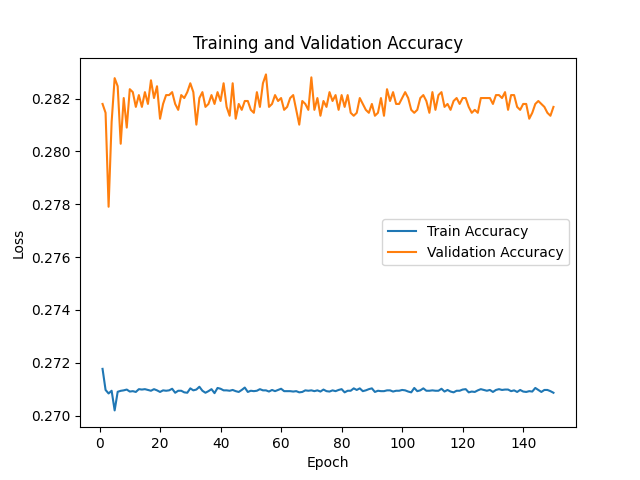 Training and Validation Accuracy
0.282
0.280
0.278
0.276
0.274
0.272
0.270
Loss
Train Accuracy
Validation Accuracy
0 20 40 60 80 100 120 140
Epoch